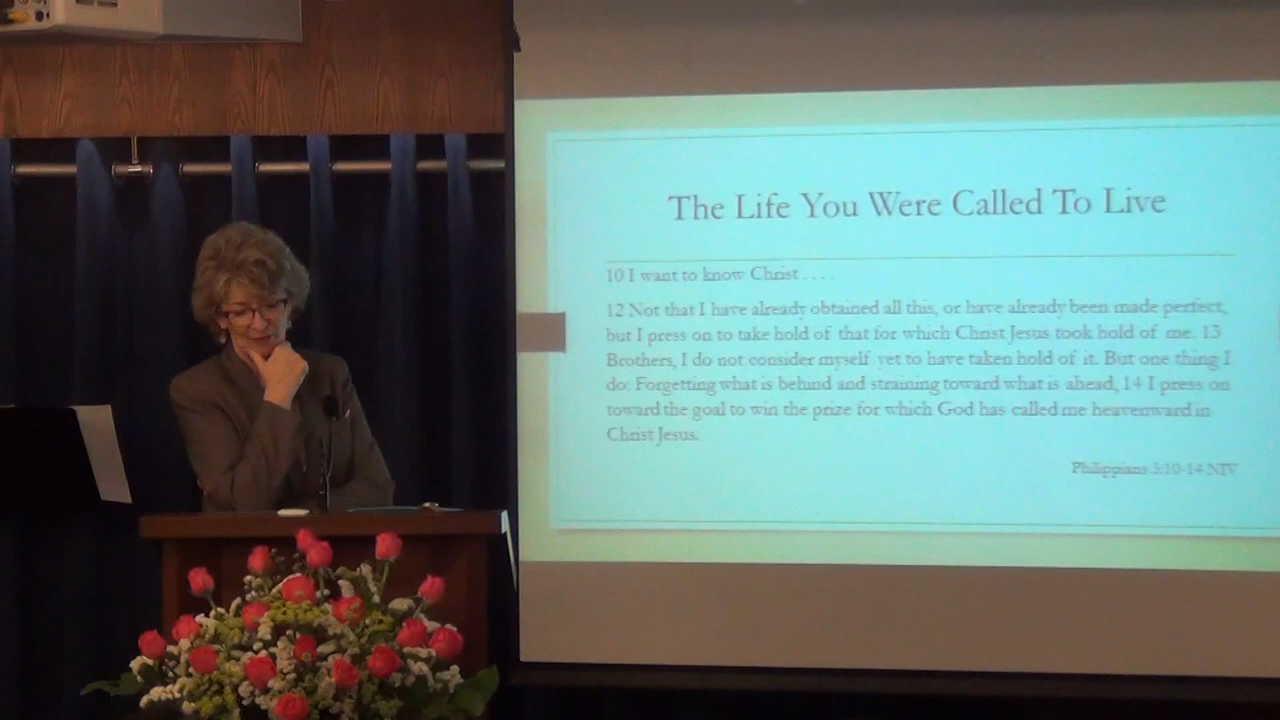 The Life You Were Called To Live
10 I want to know Christ . . . .
12 Not that I have already obtained all this, or have already been made perfect,
but I press on to take hold of that for which Christ Jesus took hold of me. 13
Brothers, I do not consider myself yet to have taken hold of it. But one thing I
do: Forgetting what is behind and straining toward what is ahead, 14 I press on
toward the goal to win the prize for which God has called me heavenward in
Christ Jesus.
Philippians 3:10-14 NIV